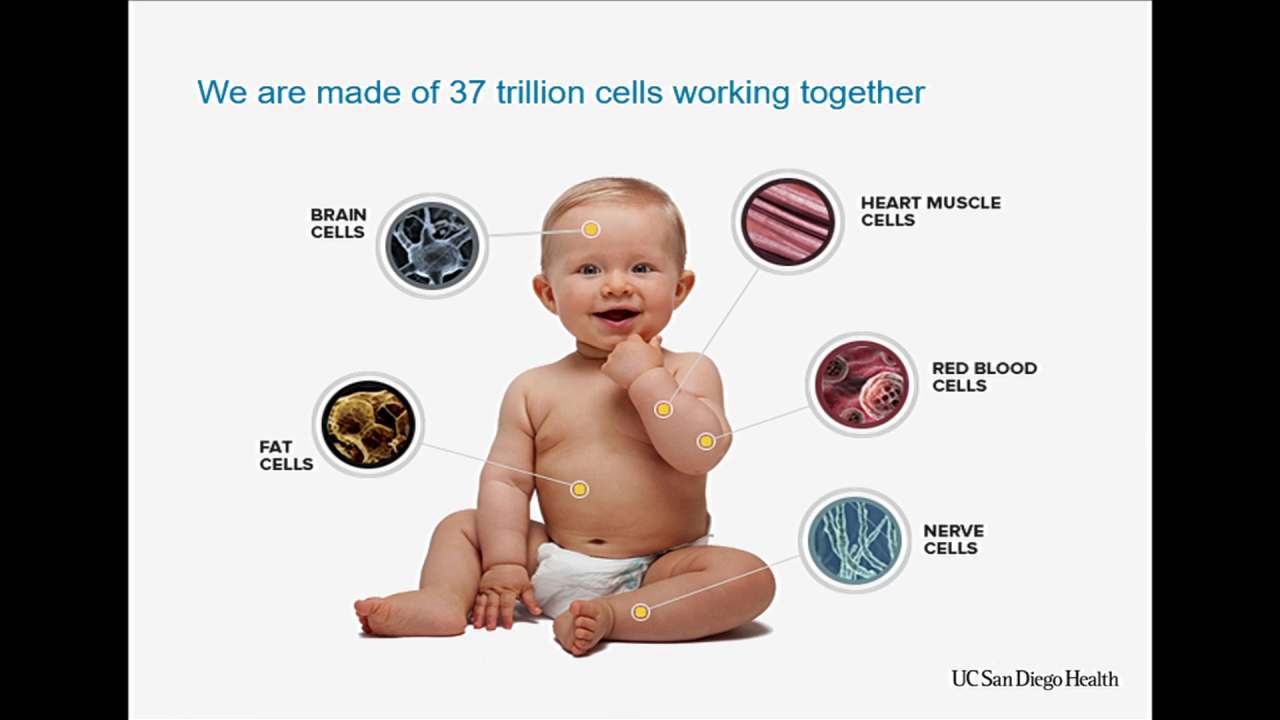 We are made of 37 trillion cells working together
BRAIN
CELLS
HEART MUSCLE
CELLS
RED BLOOD
CELLS
FAT
CELLS
NERVE
CELLS
UC San Diego Health